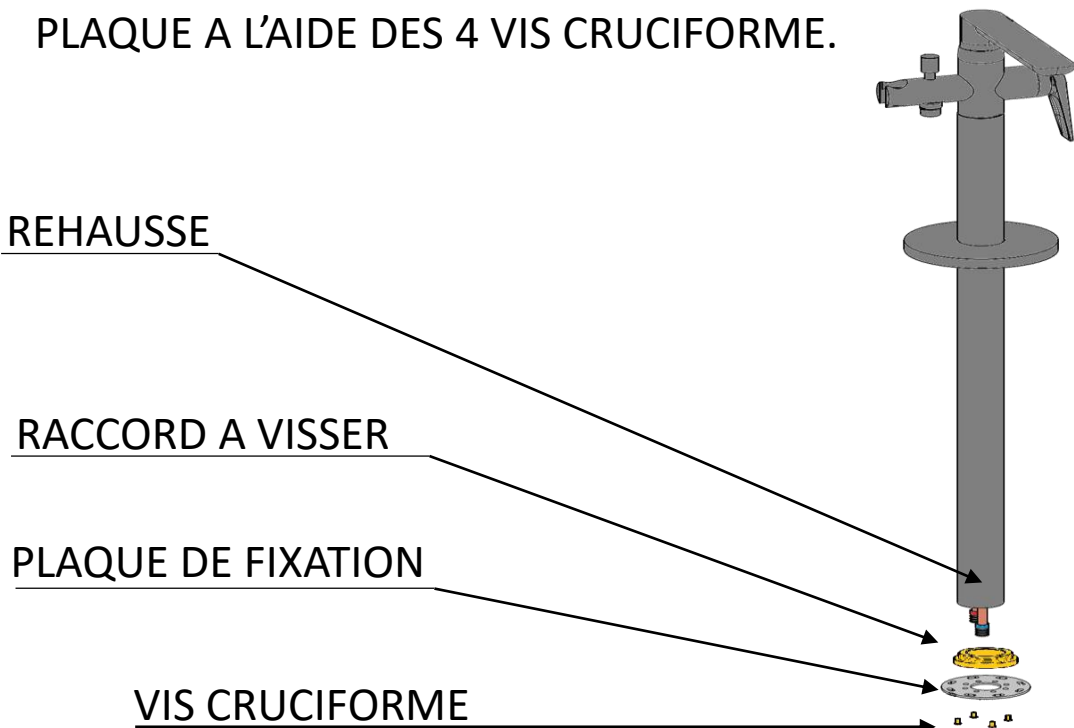 PLAQUE A L’AIDE DES 4 VIS CRUCIFORME.
REHAUSSE
RACCORD A VISSER
PLAQUE DE FIXATION
VIS CRUCIFORME